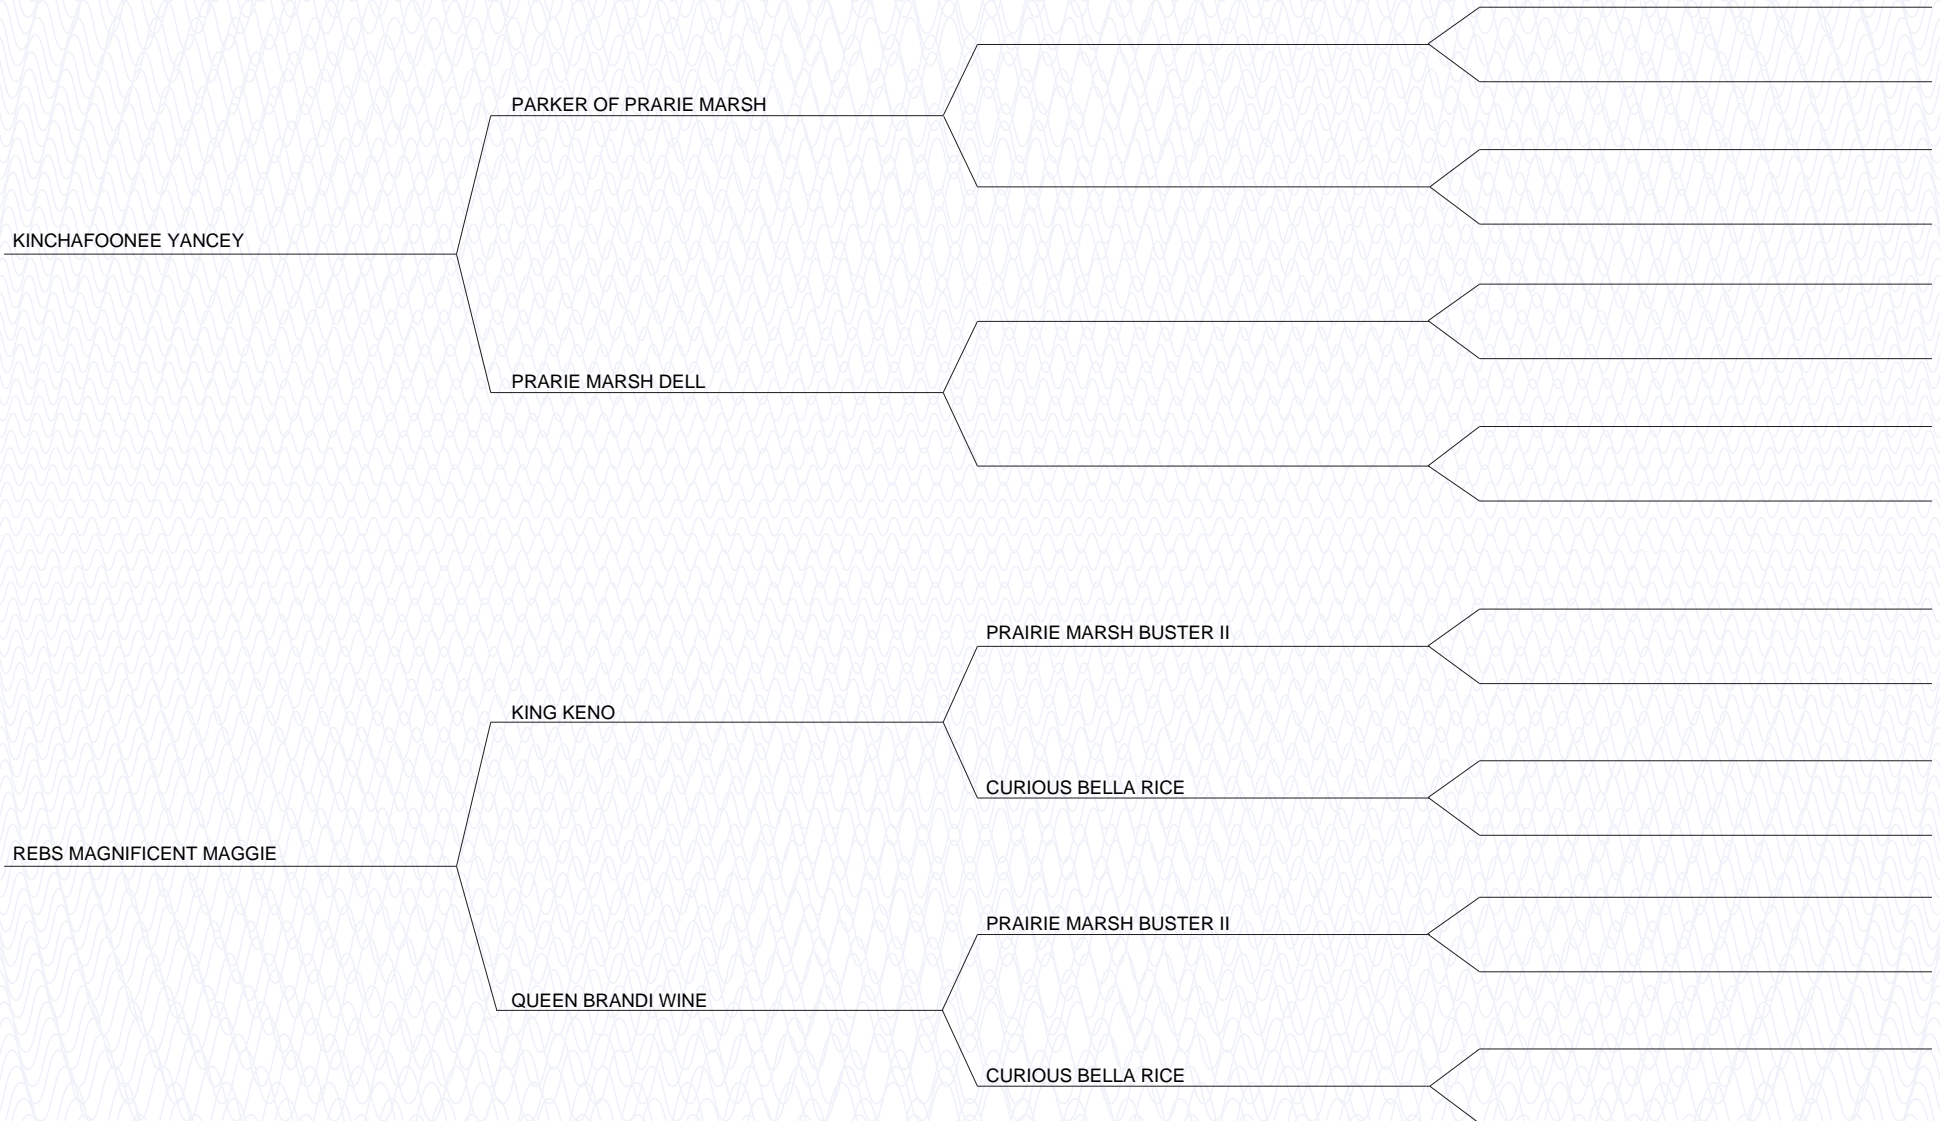 PARKER OF PRARIE MARSH
KINCHAFOONEE YANCEY
PRARIE MARSH DELL
PRAIRIE MARSH BUSTER II
KING KENO
CURIOUS BELLA RICE
REBS MAGNIFICENT MAGGIE
PRAIRIE MARSH BUSTER II
QUEEN BRANDI WINE
CURIOUS BELLA RICE